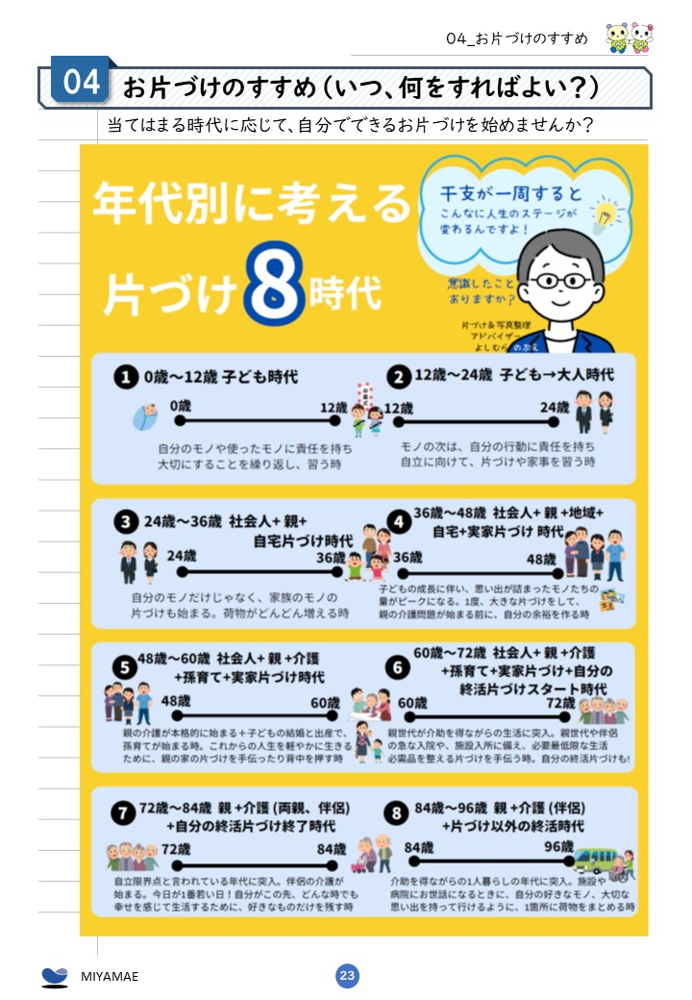 04_お片づけのすすめ
04
お片づけのすすめ（いつ、何をすればよい？）
当てはまる時代に応じて、自分でできるお片づけを始めませんか？
年代別に考える
片づけ8時代
干支が一周すると
こんなに人生のステージが
変わるんですよ！
意識したこと
ありますか？
片づけ&写真整理
アドバイザー
よしむら のぶえ
1 0歳～12歳 子ども時代
0歳
12歳
卒業式
自分のモノや使ったモノに責任を持ち
大切にすることを繰り返し、習う時
2 12歳～24歳 子ども→大人時代
12歳
24歳
モノの次は、自分の行動に責任を持ち
自立に向けて、片づけや家事を習う時
3 24歳～36歳 社会人+ 親+
自宅片づけ時代
24歳
36歳
自分のモノだけじゃなく、家族のモノの
片づけも始まる。荷物がどんどん増える時
4 36歳～48歳 社会人+ 親 +地域+
自宅+実家片づけ 時代
36歳
48歳
子どもの成長に伴い、思い出が詰まったモノたちの
量がピークになる。1度、大きな片づけをして、
親の介護問題が始まる前に、自分の余裕を作る時
5 48歳～60歳 社会人+ 親 +介護
+孫育て+実家片づけ時代
48歳
60歳
親の介護が本格的に始まる＋子どもの結婚と出産で、
孫育てが始まる時。これからの人生を軽やかに生きる
ために、親の家の片づけを手伝ったり背中を押す時
6 60歳～72歳 社会人+ 親 +介護
+孫育て+実家片づけ+自分の
終活片づけスタート時代
60歳
72歳
親世代が介助を得ながらの生活に突入。親世代や伴侶
の急な入院や、施設入所に備え、必要最低限な生活
必需品を整える片づけを手伝う時。自分の終活片づけも!
7 72歳～84歳 親 +介護 (両親、伴侶)
+自分の終活片づけ終了時代
72歳
84歳
自立限界点と言われている年代に突入。伴侶の介護が
始まる。今日が1番若い日！自分がこの先、どんな時でも
幸せを感じて生活するために、好きなものだけを残す時
8 84歳～96歳 親 +介護 (伴侶)
+片づけ以外の終活時代
84歳
96歳
介助を得ながらの1人暮らしの年代に突入。施設や
病院にお世話になるときに、自分の好きなモノ、大切な
思い出を持って行けるように、1箇所に荷物をまとめる時
MIYAMAE
23